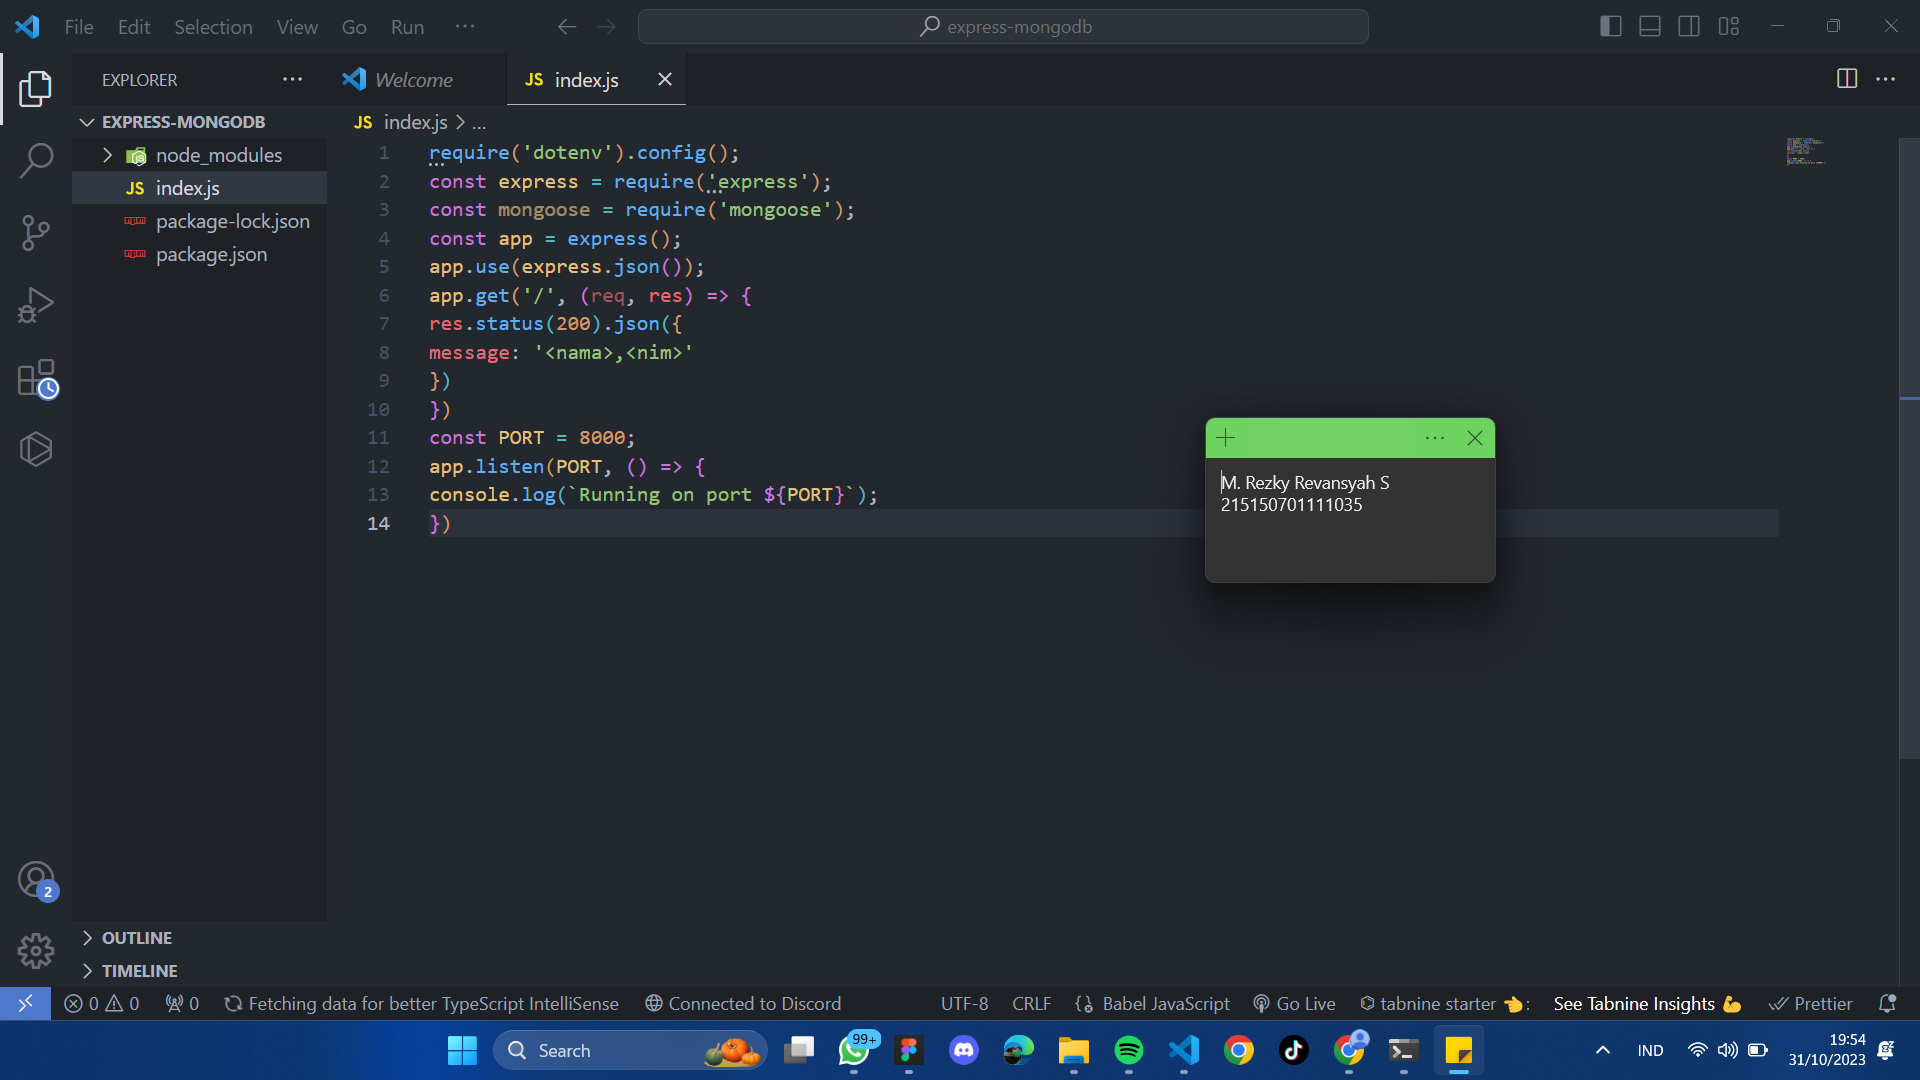 File Edit Selection View Go Run ··· express-mongodb
EXPLORER ···
Welcome
JS index.js
EXPRESS-MONGODB
node_modules
JS index.js
package-lock.json
package.json
JS index.js > ...
1 require('dotenv').config();
2 const express = require('express');
3 const mongoose = require('mongoose');
4 const app = express();
5 app.use(express.json());
6 app.get('/', (req, res) => {
7 res.status(200).json({
8 message: '<nama>,<nim>'
9 })
10 })
11 const PORT = 8000;
12 app.listen(PORT, () => {
13 console.log(`Running on port ${PORT}`);
14 })
M. Rezky Revansyah S
215150701111035
2
OUTLINE
TIMELINE
0 0 0 Fetching data for better TypeScript IntelliSense Connected to Discord UTF-8 CRLF {} Babel JavaScript Go Live tabnine starter 👈: See Tabnine Insights 💪 Prettier
Search 99+ IND 19:54
31/10/2023